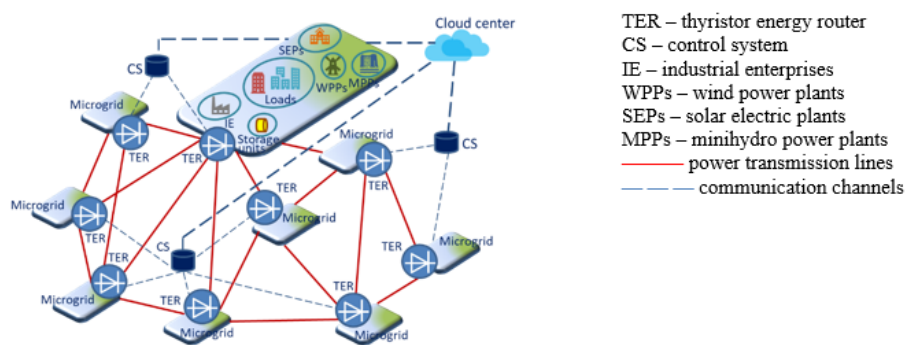 Cloud center
SEPs
CS
Loads
WPPs
MPPs
IE
Storage
units
Microgrid
TER
TER
Microgrid
TER
CS
Microgrid
TER
TER
Microgrid
Microgrid
TER
CS
TER
TER
TER
Microgrid
Microgrid
Microgrid
TER – thyristor energy router
CS – control system
IE – industrial enterprises
WPPs – wind power plants
SEPs – solar electric plants
MPPs – minihydro power plants
power transmission lines
communication channels